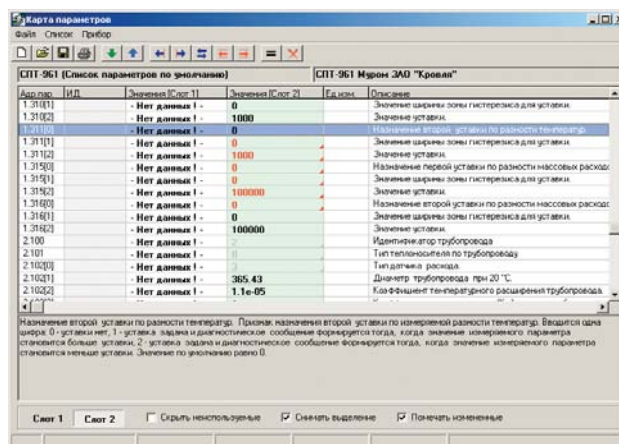 Карта параметров
Файл Список Прибор
СПТ-961 (Список параметров по умолчанию) СПТ-961 Муром ЗАО "Кровля"
Адр.пар. И.Д. Значения [Слот 1] Значения [Слот 2] Ед.изм. Описание
1.310[1] - Нет данных ! - 0 Значение ширины зоны гистерезиса для уставки.
1.310[2] - Нет данных ! - 1000 Значение уставки.
1.311[0] - Нет данных ! - 0 Назначение второй уставки по разности температур.
1.311[1] - Нет данных ! - 0 Значение ширины зоны гистерезиса для уставки.
1.311[2] - Нет данных ! - 1000 Значение уставки.
1.315[0] - Нет данных ! - 0 Назначение первой уставки по разности массовых расходо
1.315[1] - Нет данных ! - 0 Значение ширины зоны гистерезиса для уставки.
1.315[2] - Нет данных ! - 100000 Значение уставки.
1.316[0] - Нет данных ! - 0 Назначение второй уставки по разности массовых расходо
1.316[1] - Нет данных ! - 0 Значение ширины зоны гистерезиса для уставки.
1.316[2] - Нет данных ! - 100000 Значение уставки.
2.100 - Нет данных ! - Идентификатор трубопровода
2.101 - Нет данных ! - Тип теплоносителя по трубопроводу
2.102[0] - Нет данных ! - Тип датчика расхода.
2.102[1] - Нет данных ! - 365.43 Диаметр трубопровода при 20 °C.
2.102[2] - Нет данных ! - 1.1e-05 Коэффициент температурного расширения трубопровода
Назначение второй уставки по разности температур. Признак назначения второй уставки по измеряемой разности температур. Вводится одна
цифра: 0 - уставки нет, 1 - уставка задана и диагностическое сообщение формируется тогда, когда значение измеряемого параметра
становится больше уставки, 2 - уставка задана и диагностическое сообщение формируется тогда, когда значение измеряемого параметра
становится меньше уставки. Значение по умолчанию равно 0.
Слот 1 Слот 2 Скрыть неиспользуемые Снимать выделение Помечать измененные